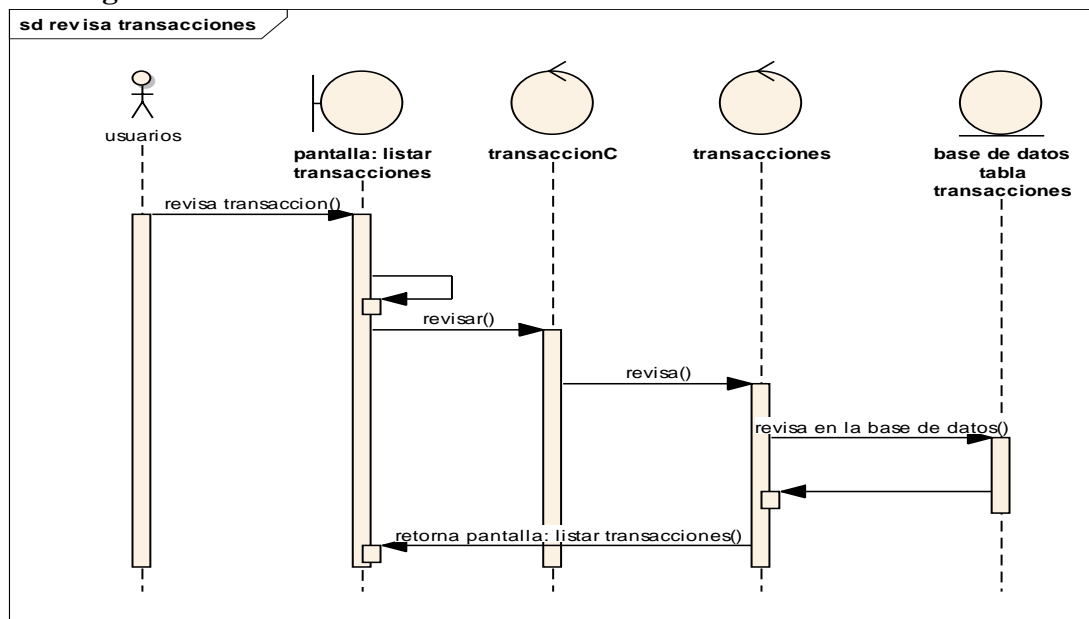 sd revisa transacciones
usuarios
pantalla: listar
transacciones
transaccionC
transacciones
base de datos
tabla
transacciones
revisa transaccion()
revisar()
revisa()
revisa en la base de datos()
retorna pantalla: listar transacciones()